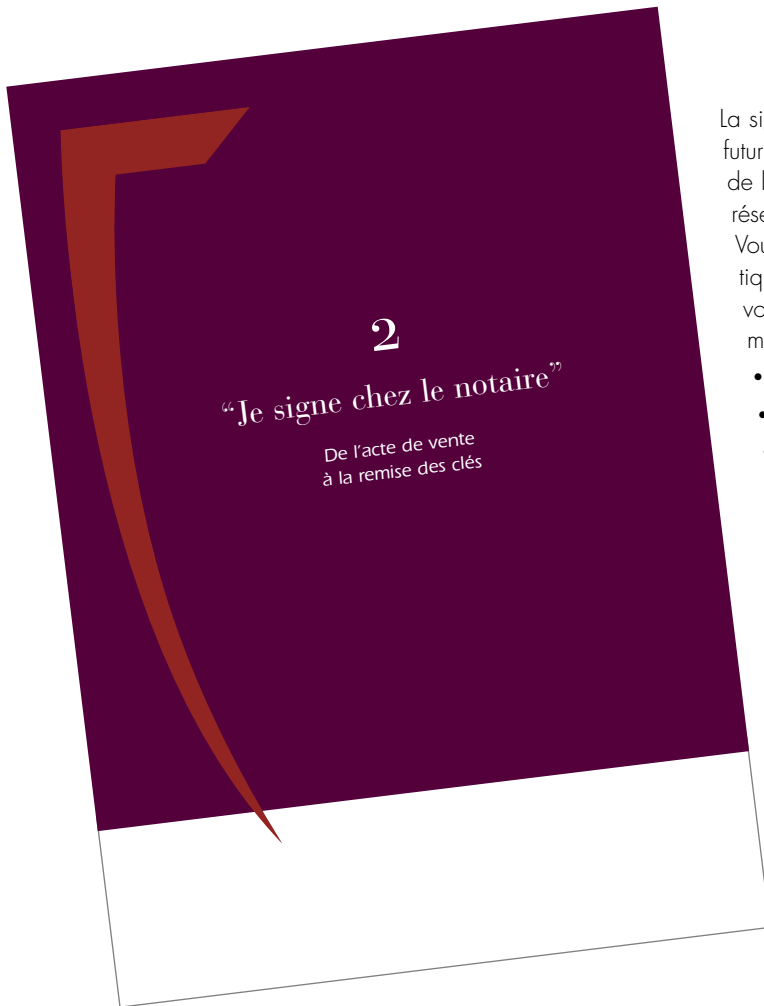 2
“Je signe chez le notaire”
De l’acte de vente
à la remise des clés
La si
futur
de l
rése
Vou
tiq
vo
m
•
•